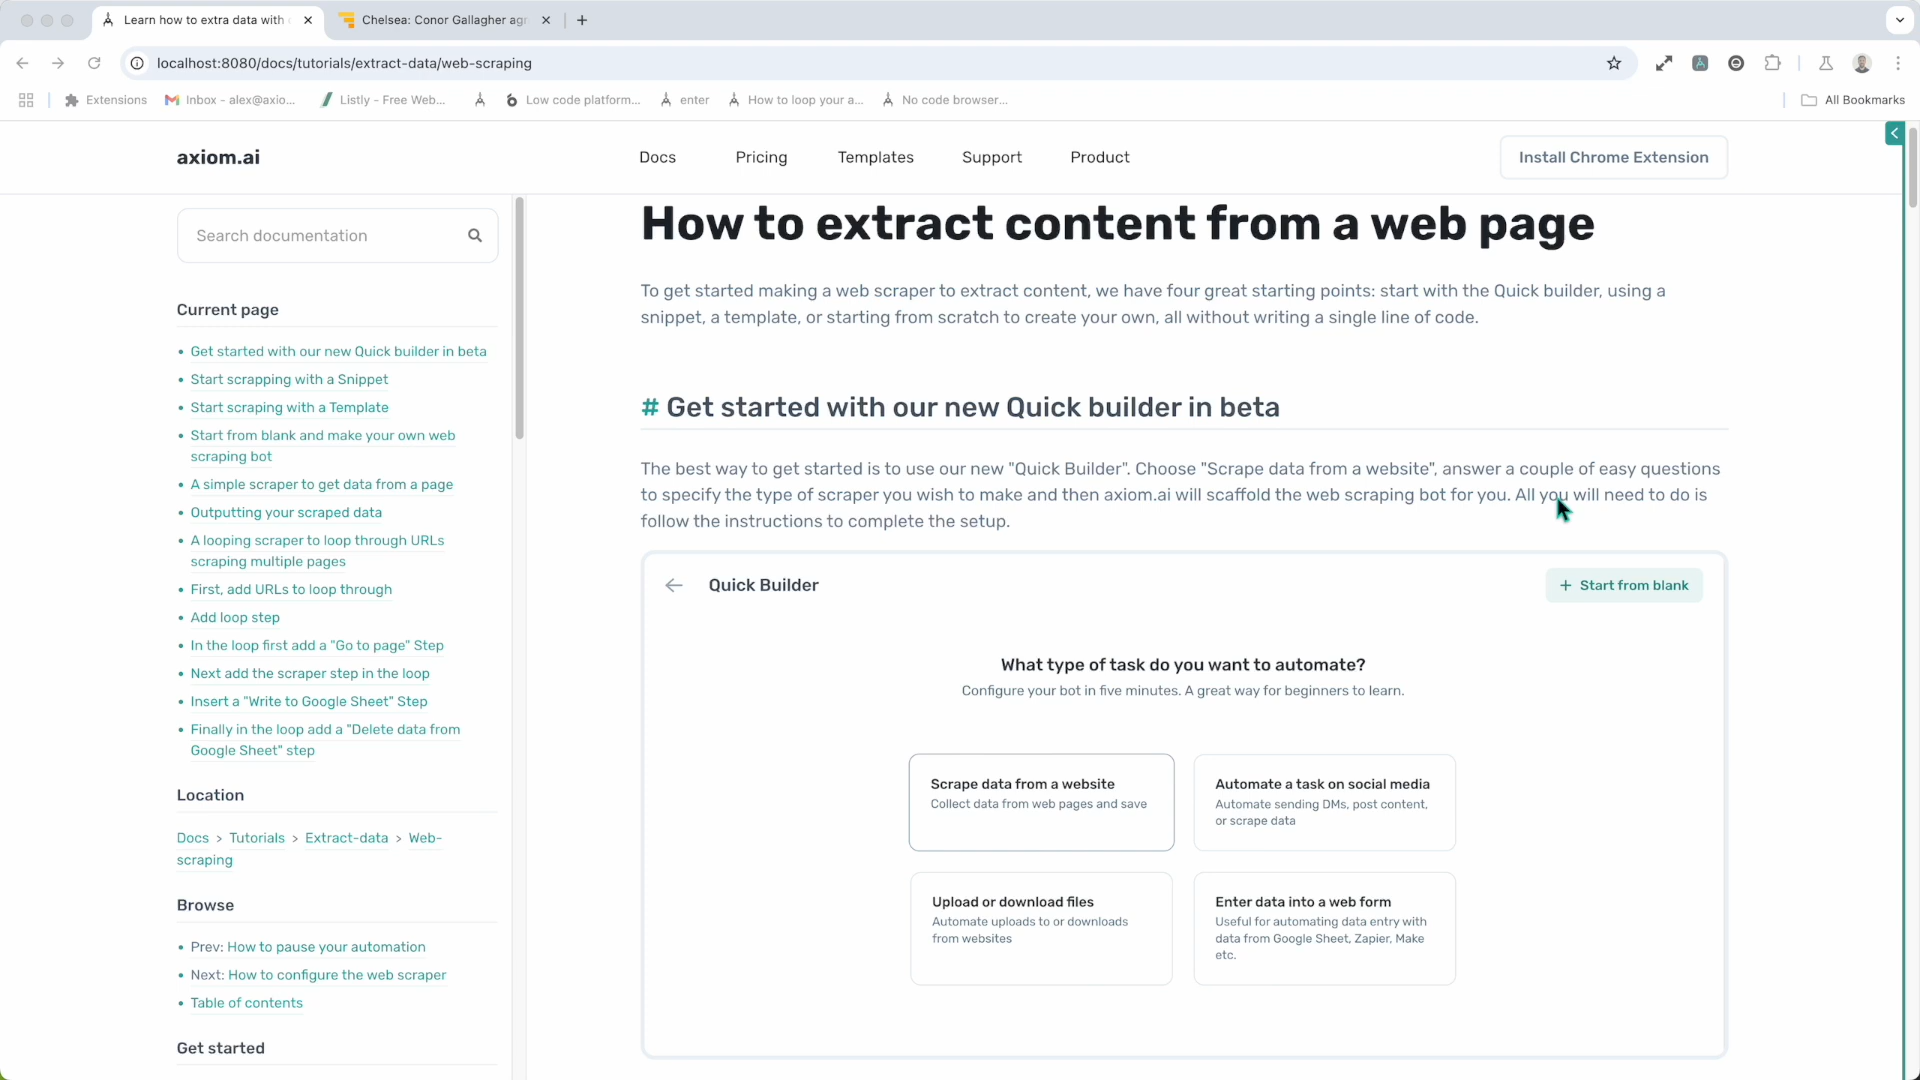 Learn how to extra data with
Chelsea: Conor Gallagher agr
localhost:8080/docs/tutorials/extract-data/web-scraping
Extensions
Inbox - alex@axio...
Listly - Free Web...
Low code platform...
enter
How to loop your a...
No code browser...
All Bookmarks
axiom.ai
Docs
Pricing
Templates
Support
Product
Install Chrome Extension
Search documentation
Current page
• Get started with our new Quick builder in beta
• Start scrapping with a Snippet
• Start scraping with a Template
• Start from blank and make your own web
scraping bot
• A simple scraper to get data from a page
• Outputting your scraped data
• A looping scraper to loop through URLs
scraping multiple pages
• First, add URLs to loop through
• Add loop step
• In the loop first add a "Go to page" Step
• Next add the scraper step in the loop
• Insert a "Write to Google Sheet" Step
• Finally in the loop add a "Delete data from
Google Sheet" step
Location
Docs > Tutorials > Extract-data > Web-
scraping
Browse
• Prev: How to pause your automation
• Next: How to configure the web scraper
• Table of contents
Get started
How to extract content from a web page
To get started making a web scraper to extract content, we have four great starting points: start with the Quick builder, using a
snippet, a template, or starting from scratch to create your own, all without writing a single line of code.
# Get started with our new Quick builder in beta
The best way to get started is to use our new "Quick Builder". Choose "Scrape data from a website", answer a couple of easy questions
to specify the type of scraper you wish to make and then axiom.ai will scaffold the web scraping bot for you. All you will need to do is
follow the instructions to complete the setup.
Quick Builder
+ Start from blank
What type of task do you want to automate?
Configure your bot in five minutes. A great way for beginners to learn.
Scrape data from a website
Collect data from web pages and save
Automate a task on social media
Automate sending DMs, post content,
or scrape data
Upload or download files
Automate uploads to or downloads
from websites
Enter data into a web form
Useful for automating data entry with
data from Google Sheet, Zapier, Make
etc.